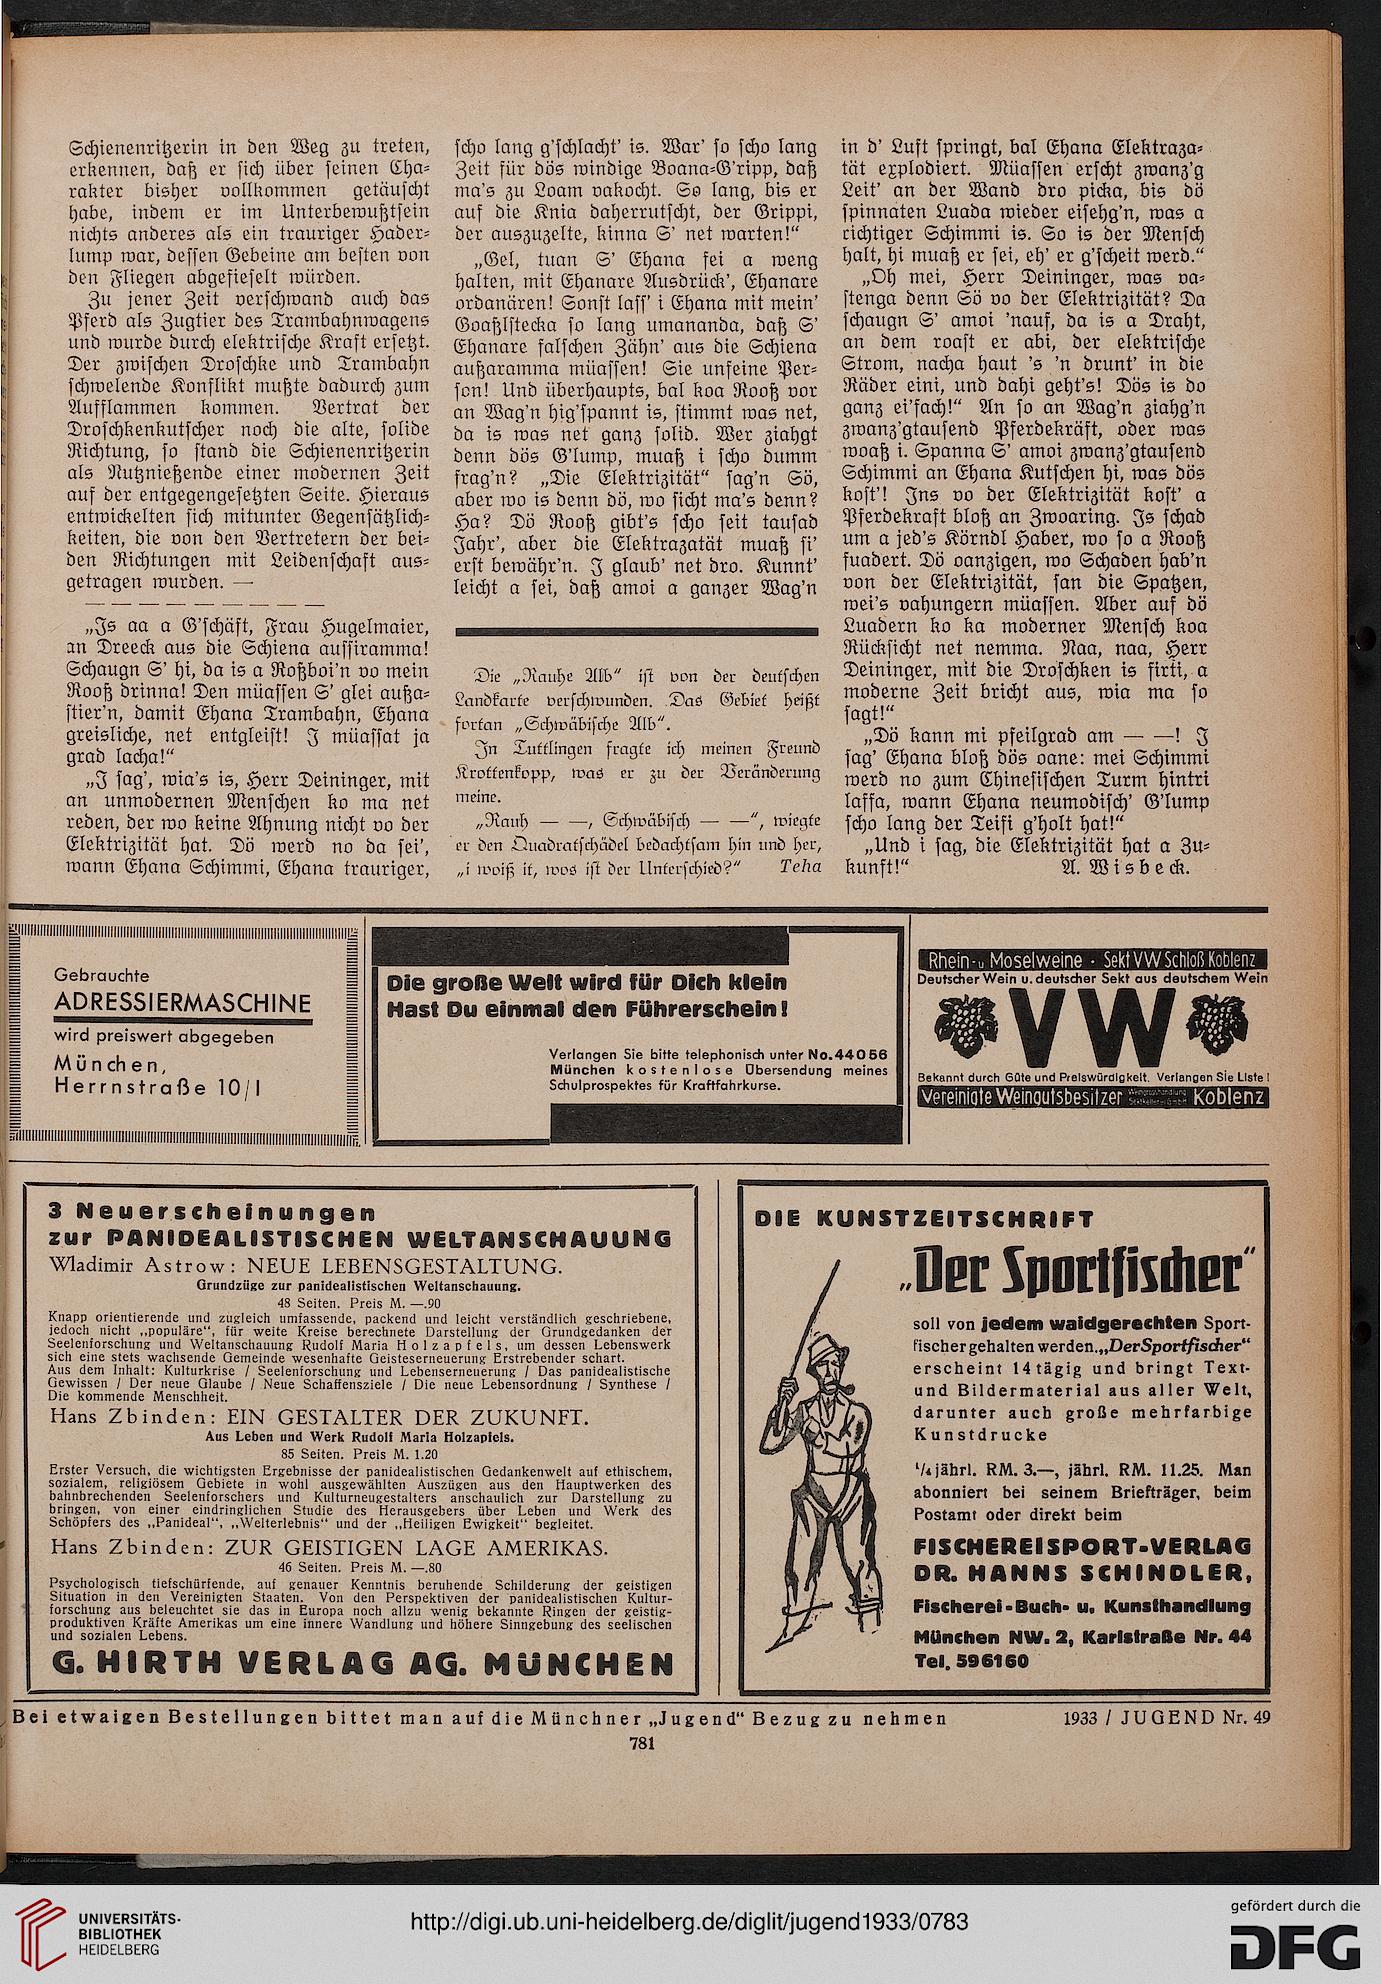 Schienenritzerin in den Weg zu treten,
erkennen, daß er sich über seinen Cha-
rakter bisher vollkommen getäuscht
habe, indem er im Unterbewußtsein
nichts anderes als ein trauriger Hader-
lump war, dessen Gebeine am besten von
den Fliegen abgefieselt würden.
Zu jener Zeit verschwand auch das
Pferd als Zugtier des Trambahnwagens
und wurde durch elektrische Kraft ersetzt.
Der zwischen Droschke und Trambahn
schwelende Konflikt mußte dadurch zum
Aufflammen kommen. Vertrat der
Droschkenkutscher noch die alte, solide
Richtung, so stand die Schienenritzerin
als Nutznießende einer modernen Zeit
auf der entgegengesetzten Seite. Hieraus
entwickelten sich mitunter Gegensätzlich-
keiten, die von den Vertretern der bei-
den Richtungen mit Leidenschaft aus-
getragen wurden. —
— — — — — — — — — —
„Is aa a G'schäft, Frau Hugelmaier,
an Dreeck aus die Schiena aussiramma!
Schaugn S' hi, da is a Roßboi'n vo mein
Rooß drinna! Den müassen S' glei außa-
stier'n, damit Ehana Trambahn, Ehana
greisliche, net entgleist! I müassat ja
grad lacha!“
„I sag', wia's is, Herr Deininger, mit
an unmodernen Menschen ko ma net
reden, der wo keine Ahnung nicht vo der
Elektrizität hat. Dö werd no da sei',
wann Ehana Schimmi, Ehana trauriger,
scho lang g'schlacht' is. War' so scho lang
Zeit für dös windige Boana-G'ripp, daß
ma's zu Loam vakocht. So lang, bis er
auf die Knia daherrutscht, der Grippi,
der auszuzelte, kinna S' net warten!“
„Gel, tuan S' Ehana fei a weng
halten, mit Ehanare Ausdrück', Ehanare
ordanären! Sonst lass' i Ehana mit mein'
Goaßlstecka so lang umananda, daß S'
Ehanare falschen Zähn' aus die Schiena
außaramma müassen! Sie unfeine Per-
son! Und überhaupts, bal koa Rooß vor
an Wag'n hig'spannt is, stimmt was net,
da is was net ganz solid. Wer ziahgt
denn dös G'lump, muaß i scho dumm
frag'n? „Die Elektrizität“ sag'n Sö,
aber wo is denn dö, wo sicht ma's denn?
Ha? Dö Rooß gibt's scho seit tausad
Jahr', aber die Elektrazatät muaß si'
erst bewähr'n. I glaub' net dro. Kunnt'
leicht a sei, daß amoi a ganzer Wag'n
Die „Rauhe Alb“ ist von der deutschen
Landkarte verschwunden. Das Gebiet heißt
fortan „Schwäbische Alb“.
In Tuttlingen fragte ich meinen Freund
Krottenkopp, was er zu der Veränderung
meine.
„Rauh — —, Schwäbisch — —“, wiegte
er den Quadratschädel bedachtsam hin und her,
„i woiß it, wos ist der Unterschied?“ Teha
in d' Luft springt, bal Ehana Elektraza-
tät explodiert. Müassen erscht zwanz'g
Leit' an der Wand dro picka, bis dö
spinnaten Luada wieder eisehg'n, was a
richtiger Schimmi is. So is der Mensch
halt, hi muaß er sei, eh' er g'scheit werd.“
„Oh mei, Herr Deininger, was va-
stenga denn Sö vo der Elektrizität? Da
schaugn S' amoi 'nauf, da is a Draht,
an dem roast er abi, der elektrische
Strom, nacha haut 's 'n drunt' in die
Räder eini, und dahi geht's! Dös is do
ganz ei'fach!“ An so an Wag'n ziahg'n
zwanz'gtausend Pferdekräft, oder was
woaß i. Spanna S' amoi zwanz'gtausend
Schimmi an Ehana Kutschen hi, was dös
kost'! Ins vo der Elektrizität kost' a
Pferdekraft bloß an Zwoaring. Is schad
um a jed's Körndl Haber, wo so a Rooß
fuadert. Dö oanzigen, wo Schaden hab'n
von der Elektrizität, san die Spatzen,
wei's vahungern müassen. Aber auf dö
Luadern ko ka moderner Mensch koa
Rücksicht net nemma. Naa, naa, Herr
Deininger, mit die Droschken is firti, a
moderne Zeit bricht aus, wia ma so
sagt!“
„Dö kann mi pfeilgrad am — —! I
sag' Ehana bloß dös oane: mei Schimmi
werd no zum Chinesischen Turm hintri
laffa, wann Ehana neumodisch' G'lump
scho lang der Teifi g'holt hat!“
„Und i sag, die Elektrizität hat a Zu-
kunft!“ A. Wisbeck.
Gebrauchte
ADRESSIERMASCHINE
wird preiswert abgegeben
München,
Herrnstraße 10/I
Die große Welt wird für Dich klein
Hast Du einmal den Führerschein!
Verlangen Sie bitte telephonisch unter No. 44056
München kostenlose Übersendung meines
Schulprospektes für Kraftfahrkurse.
Rhein- u. Moselweine · Sekt VW Schloß Koblenz
Deutscher Wein u. deutscher Sekt aus deutschem Wein
VW
Bekannt durch Güte und Preiswürdigkeit. Verlangen Sie Liste!
Vereinigte Weingutsbesitzer Koblenz
3 Neuerscheinungen
zur PANIDEALISTISCHEN WELTANSCHAUUNG
Wladimir Astrow: NEUE LEBENSGESTALTUNG.
Grundzüge zur panidealistischen Weltanschauung.
48 Seiten. Preis M. —.90
Knapp orientierende und zugleich umfassende, packend und leicht verständlich geschriebene,
jedoch nicht „populäre“, für weite Kreise berechnete Darstellung der Grundgedanken der
Seelenforschung und Weltanschauung Rudolf Maria Holzapfels, um dessen Lebenswerk
sich eine stets wachsende Gemeinde wesenhafte Geisteserneuerung Erstrebender schart.
Aus dem Inhalt: Kulturkrise / Seelenforschung und Lebenserneuerung / Das panidealistische
Gewissen / Der neue Glaube / Neue Schaffensziele / Die neue Lebensordnung / Synthese /
Die kommende Menschheit.
Hans Zbinden: EIN GESTALTER DER ZUKUNFT.
Aus Leben und Werk Rudolf Maria Holzapfels.
85 Seiten. Preis M. 1.20
Erster Versuch, die wichtigsten Ergebnisse der panidealistischen Gedankenwelt auf ethischem,
sozialem, religiösem Gebiete in wohl ausgewählten Auszügen aus den Hauptwerken des
bahnbrechenden Seelenforschers und Kulturneugestalters anschaulich zur Darstellung zu
bringen, von einer eindringlichen Studie des Herausgebers über Leben und Werk des
Schöpfers des „Panideal“, „Welterlebnis“ und der „Heiligen Ewigkeit“ begleitet.
Hans Zbinden: ZUR GEISTIGEN LAGE AMERIKAS.
46 Seiten. Preis M. —.80
Psychologisch tiefschürfende, auf genauer Kenntnis beruhende Schilderung der geistigen
Situation in den Vereinigten Staaten. Von den Perspektiven der panidealistischen Kultur-
forschung aus beleuchtet sie das in Europa noch allzu wenig bekannte Ringen der geistig-
produktiven Kräfte Amerikas um eine innere Wandlung und höhere Sinngebung des seelischen
und sozialen Lebens.
G. HIRTH VERLAG AG. MÜNCHEN
DIE KUNSTZEITSCHRIFT
„Der Sportfischer“
soll von jedem waidgerechten Sport-
fischer gehalten werden. „Der Sportfischer“
erscheint 14 tägig und bringt Text-
und Bildermaterial aus aller Welt,
darunter auch große mehrfarbige
Kunstdrucke
¼ jährl. RM. 3.—, jährl. RM. 11.25. Man
abonniert bei seinem Briefträger, beim
Postamt oder direkt beim
FISCHEREISPORT-VERLAG
DR. HANNS SCHINDLER,
Fischerei-Buch- u. Kunsthandlung
München NW. 2, Karlstraße Nr. 44
Tel. 596160
Bei etwaigen Bestellungen bittet man auf die Münchner „Jugend“ Bezug zu nehmen
1933 / JUGEND Nr. 49
781
UNIVERSITÄTS-
BIBLIOTHEK
HEIDELBERG
http://digi.ub.uni-heidelberg.de/diglit/jugend1933/0783
gefördert durch die
DFG